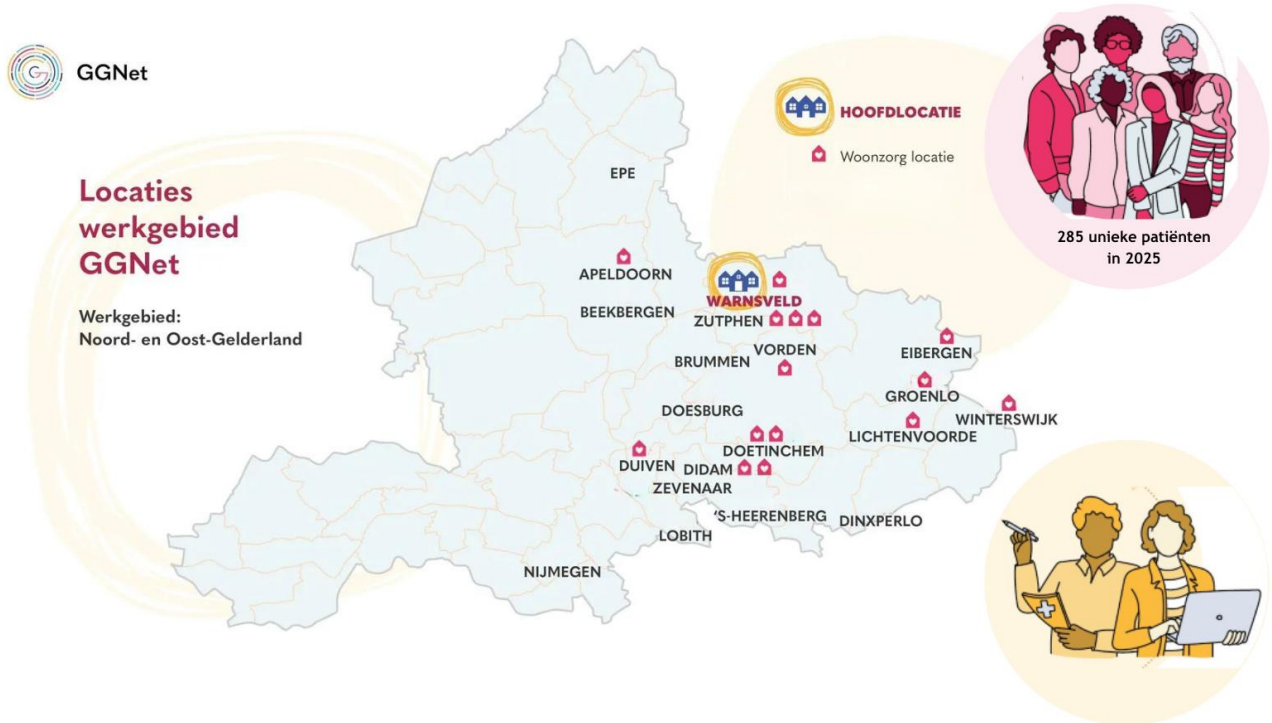 GGNet
HOOFDLOCATIE
Woonzorg locatie
Locaties
werkgebied
GGNet
Werkgebied:
Noord- en Oost-Gelderland
285 unieke patiënten
in 2025
EPE
APELDOORN
BEEKBERGEN
WARNSVELD
ZUTPHEN
VORDEN
BRUMMEN
EIBERGEN
GROENLO
WINTERSWIJK
LICHTENVOORDE
DOESBURG
DOETINCHEM
DUIVEN
DIDAM
ZEVENAAR
'S-HEERENBERG
DINXPERLO
LOBITH
NIJMEGEN